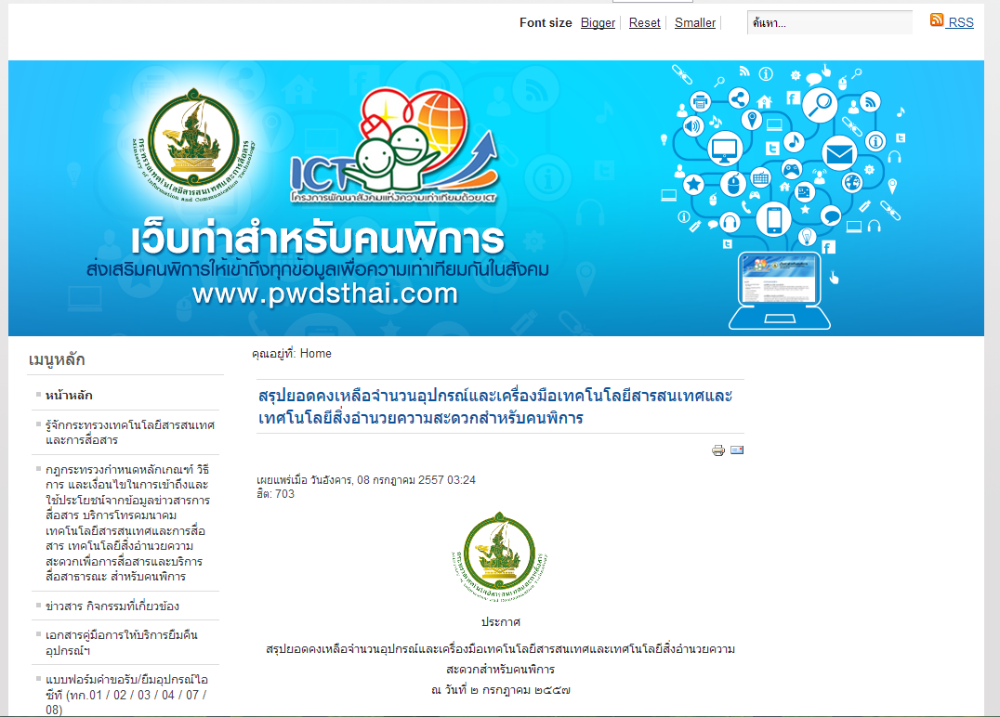 Font size Bigger Reset Smaller ค้นหา... RSS
กระทรวงเทคโนโลยีสารสนเทศและการสื่อสาร
Ministry of Information and Communication Technology
ICT
โครงการพัฒนาสังคมแห่งความเท่าเทียมด้วย ICT
เว็บท่าสำหรับคนพิการ
ส่งเสริมคนพิการให้เข้าถึงทุกข้อมูลเพื่อความเท่าเทียมกันในสังคม
www.pwdsthai.com
เมนูหลัก
หน้าหลัก
รู้จักกระทรวงเทคโนโลยีสารสนเทศ
และการสื่อสาร
กฎกระทรวงกำหนดหลักเกณฑ์ วิธี
การ และเงื่อนไขในการเข้าถึงและ
ใช้ประโยชน์จากข้อมูลข่าวสารการ
สื่อสาร บริการโทรคมนาคม
เทคโนโลยีสารสนเทศและการสื่อ
สาร เทคโนโลยีสิ่งอำนวยความ
สะดวกเพื่อการสื่อสารและบริการ
สื่อสาธารณะ สำหรับคนพิการ
ข่าวสาร กิจกรรมที่เกี่ยวข้อง
เอกสารคู่มือการให้บริการยืมคืน
อุปกรณ์ฯ
แบบฟอร์มคำขอรับ/ยืมอุปกรณ์ไอ
ซีที (ทก.01 / 02 / 03 / 04 / 07 /
08)
คุณอยู่ที่: Home
สรุปยอดคงเหลือจำนวนอุปกรณ์และเครื่องมือเทคโนโลยีสารสนเทศและ
เทศโนโลยีสิ่งอำนวยความสะดวกสำหรับคนพิการ
เผยแพร่เมื่อ วันอังคาร, 08 กรกฎาคม 2557 03:24
ฮิต: 703
ประกาศ
สรุปยอดคงเหลือจำนวนอุปกรณ์และเครื่องมือเทคโนโลยีสารสนเทศและเทศโนโลยีสิ่งอำนวยความ
สะดวกสำหรับคนพิการ
ณ วันที่ ๒ กรกฎาคม ๒๕๕๗